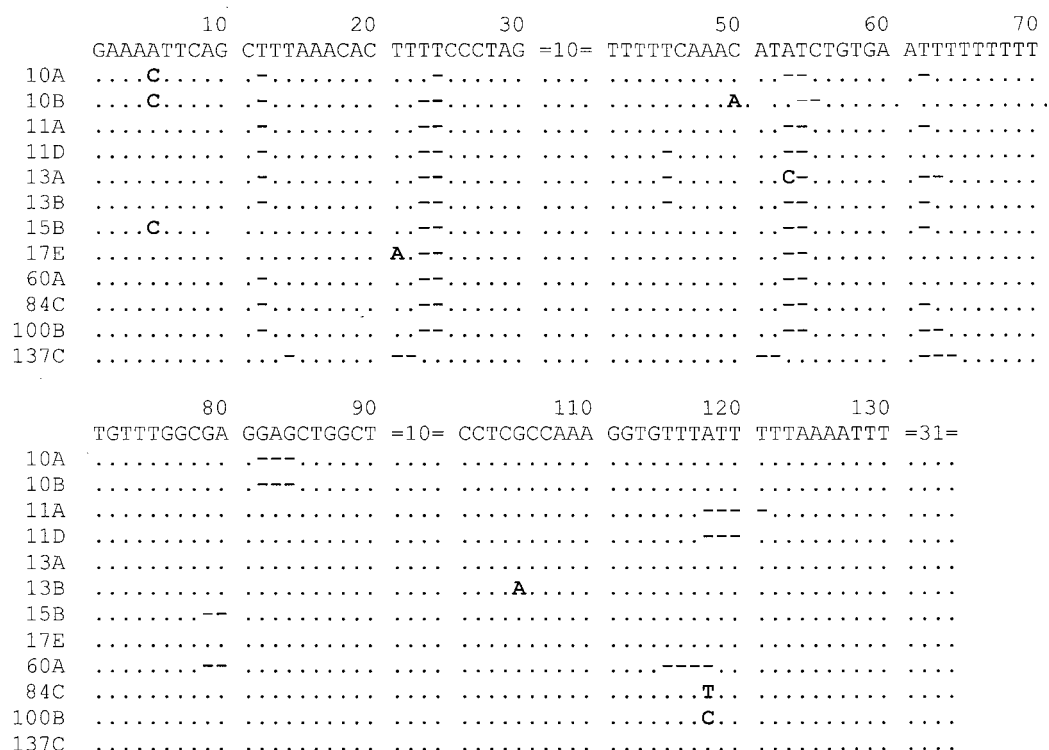 10 20 30 50 60 70
GAAAATTCAG CTTTAAACAC TTTTCCCTAG =10= TTTTTCAAAC ATATCTGTGA ATTTTTTTTT
10A ....C..... .-........ ...-...... .... .......... ..--...... .-........
10B ....C..... .-........ ..--...... .... .........A. ..--...... ..........
11A .......... .-........ ..--...... .... .......... ..--...... .-........
11D .......... .-........ ..--...... .... ....-..... ..--...... ..........
13A .......... .-........ ..--...... .... ....-..... ..C-...... .--.......
13B .......... .-........ ..--...... .... ....-..... ..--...... .-........
15B ....C.... .......... ..--...... .... .......... ..--...... .-........
17E .......... .......... A.--...... .... .......... ..--...... ..........
60A .......... .-........ ..--...... .... .......... ..--...... ..........
84C .......... .-........ ..--...... .... .......... ..--...... .-........
100B .......... .-........ ..--...... .... .......... ..--...... .--.......
137C .......... ...-...... --........ .... .......... --........ .---......
80 90 110 120 130
TGTTTGGCGA GGAGCTGGCT =10= CCTCGCCAAA GGTGTTTATT TTTAAAATTT =31=
10A .......... .---...... .... .......... .......... .......... ....
10B .......... .---...... .... .......... .......... .......... ....
11A .......... .......... .... .......... .......--- -......... ....
11D .......... .......... .... .......... .......--- .......... ....
13A .......... .......... .... .......... .......... .......... ....
13B .......... .......... .... ....A..... .......... .......... ....
15B ........-- .......... .... .......... .......... .......... ....
17E .......... .......... .... .......... .......... .......... ....
60A ........-- .......... .... .......... ....----.. .......... ....
84C .......... .......... .... .......... .......T.. .......... ....
100B .......... .......... .... .......... .......C.. .......... ....
137C .......... .......... .... .......... .......... .......... ....